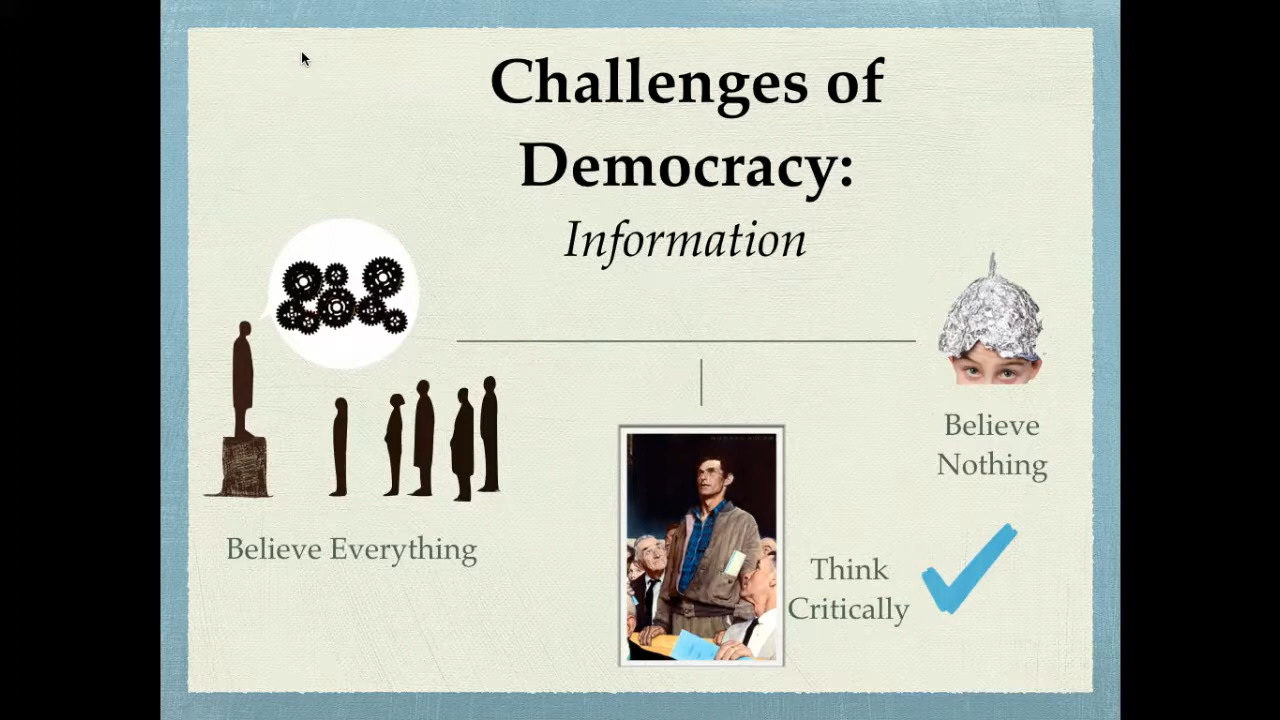 Challenges of
Democracy:
Information
Believe
Nothing
Believe Everything
Think
Critically